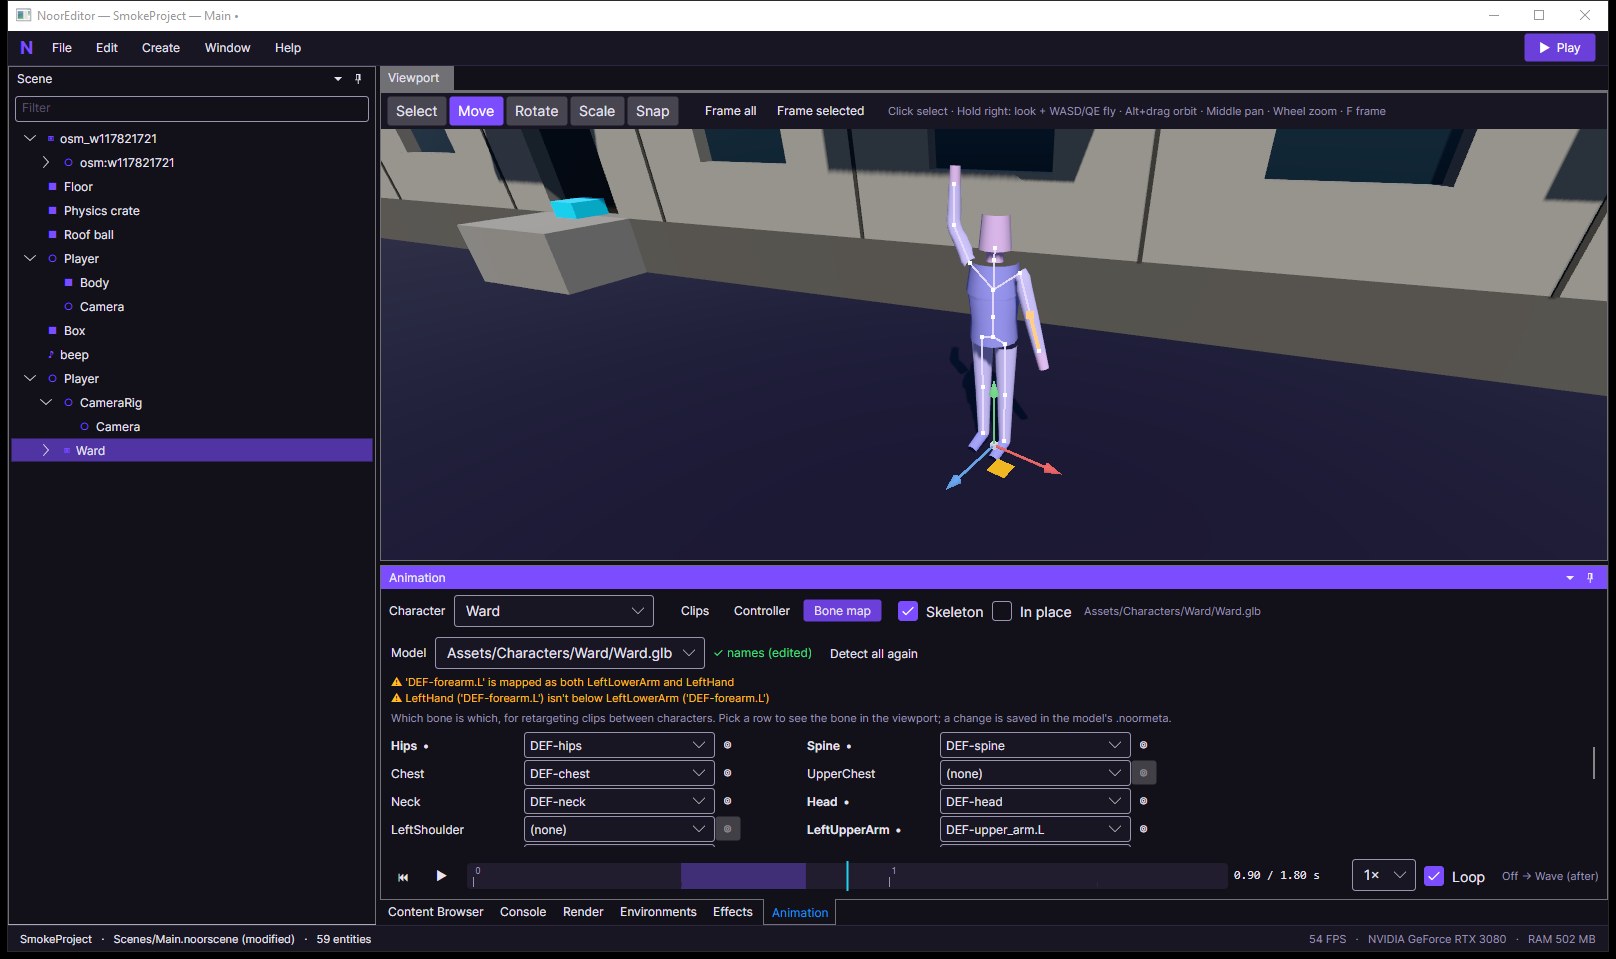 NoorEditor — SmokeProject — Main •
N File Edit Create Window Help
Play
Scene
Filter
osm_w117821721
osm:w117821721
Floor
Physics crate
Roof ball
Player
Body
Camera
Box
beep
Player
CameraRig
Camera
Ward
Viewport
Select Move Rotate Scale Snap Frame all Frame selected Click select · Hold right: look + WASD/QE fly · Alt+drag orbit · Middle pan · Wheel zoom · F frame
Animation
Character Ward Clips Controller Bone map Skeleton In place Assets/Characters/Ward/Ward.glb
Model Assets/Characters/Ward/Ward.glb ✓ names (edited) Detect all again
⚠ 'DEF-forearm.L' is mapped as both LeftLowerArm and LeftHand
⚠ LeftHand ('DEF-forearm.L') isn't below LeftLowerArm ('DEF-forearm.L')
Which bone is which, for retargeting clips between characters. Pick a row to see the bone in the viewport; a change is saved in the model's .noormeta.
Hips • DEF-hips Spine • DEF-spine
Chest DEF-chest UpperChest (none)
Neck DEF-neck Head • DEF-head
LeftShoulder (none) LeftUpperArm • DEF-upper_arm.L
0 1 0.90 / 1.80 s 1× Loop Off → Wave (after)
Content Browser Console Render Environments Effects Animation
SmokeProject · Scenes/Main.noorscene (modified) · 59 entities
54 FPS · NVIDIA GeForce RTX 3080 · RAM 502 MB